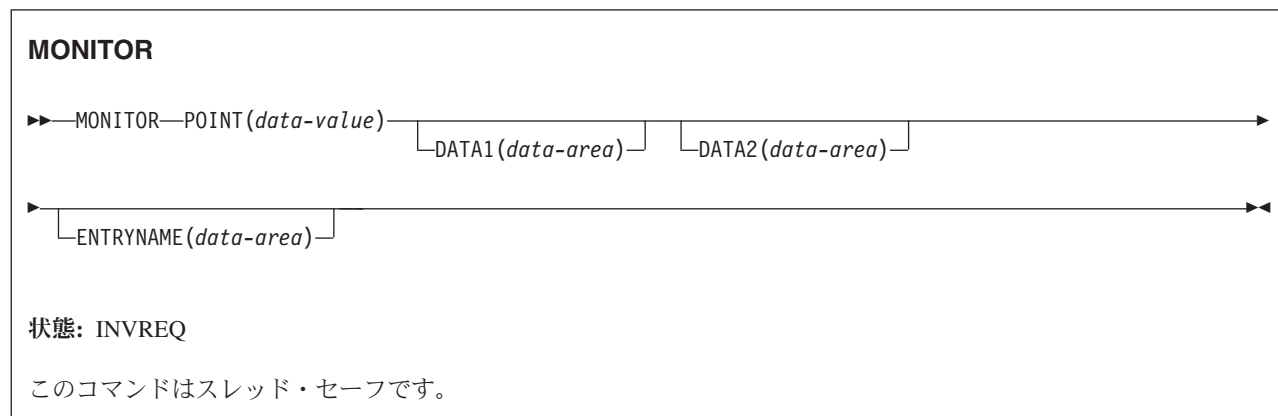 MONITOR
MONITOR POINT(data-value)
DATA1(data-area) DATA2(data-area)
ENTRYNAME(data-area)
状態: INVREQ
このコマンドはスレッド・セーフです。